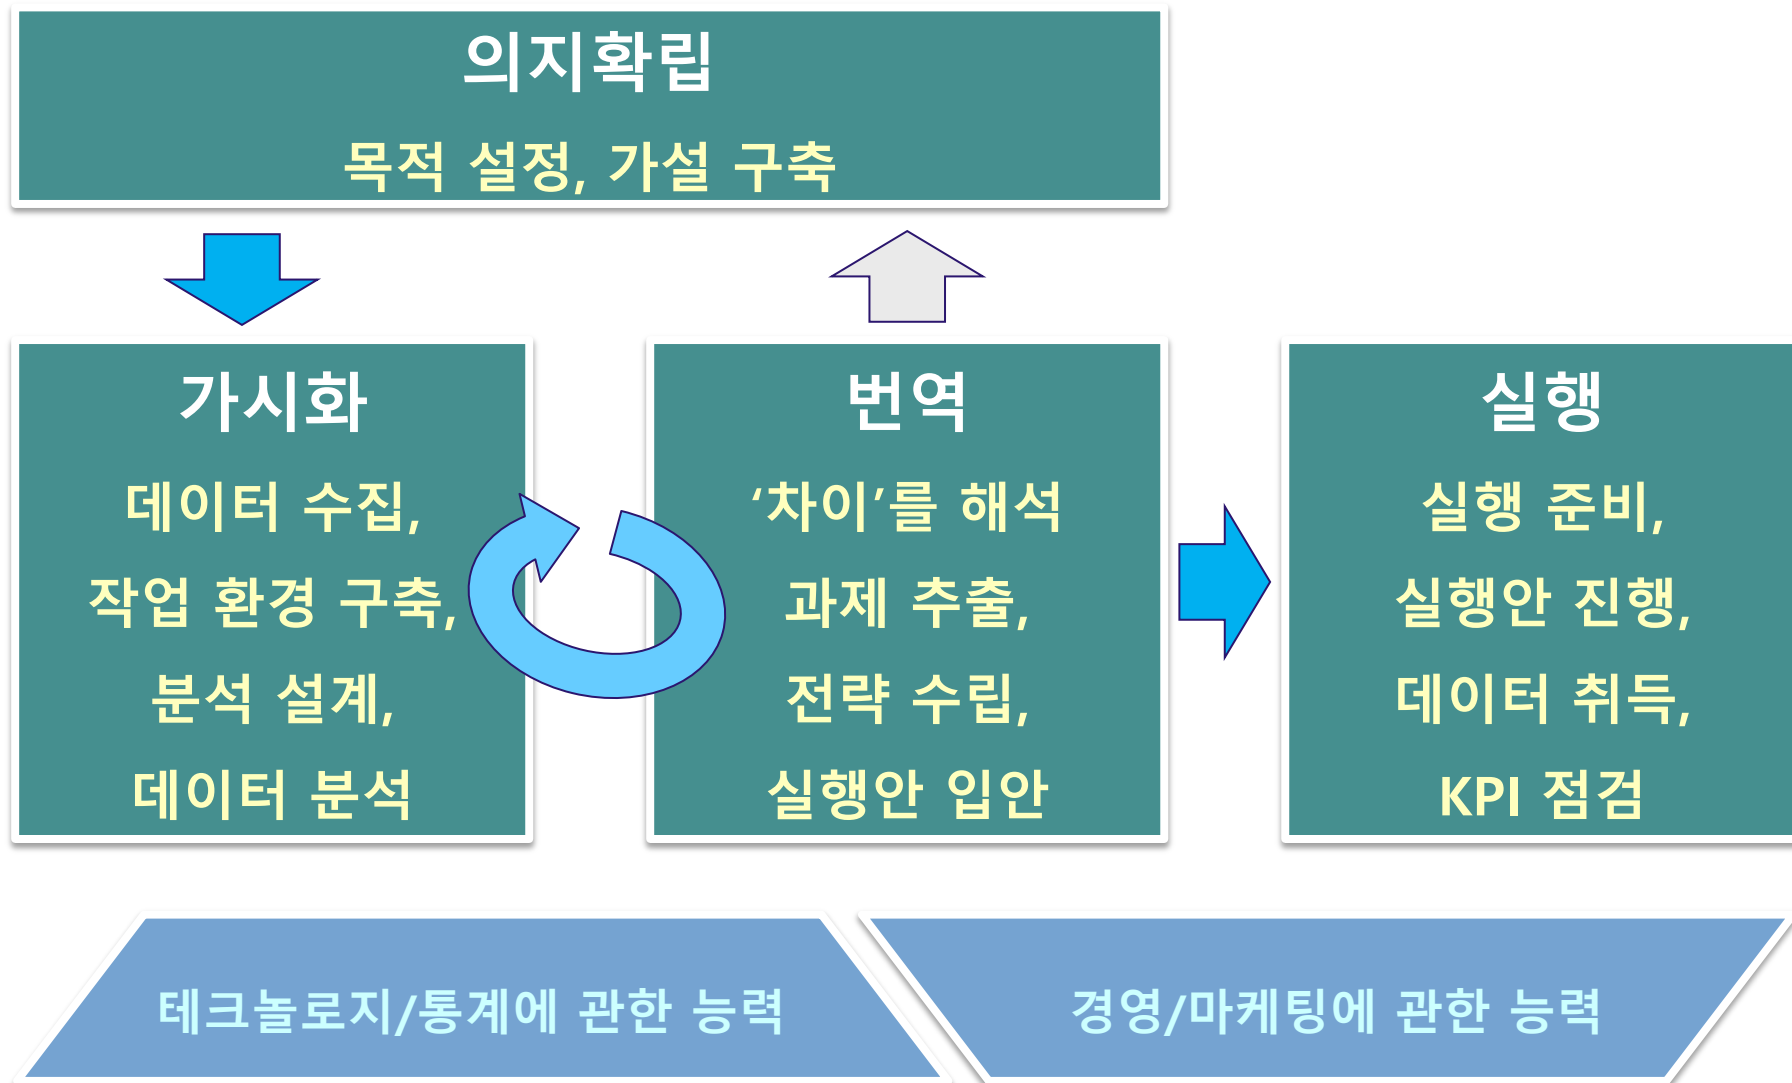 의지확립
목적 설정, 가설 구축
가시화
데이터 수집,
작업 환경 구축,
분석 설계,
데이터 분석
번역
‘차이’를 해석
과제 추출,
전략 수립,
실행안 입안
실행
실행 준비,
실행안 진행,
데이터 취득,
KPI 점검
테크놀로지/통계에 관한 능력
경영/마케팅에 관한 능력